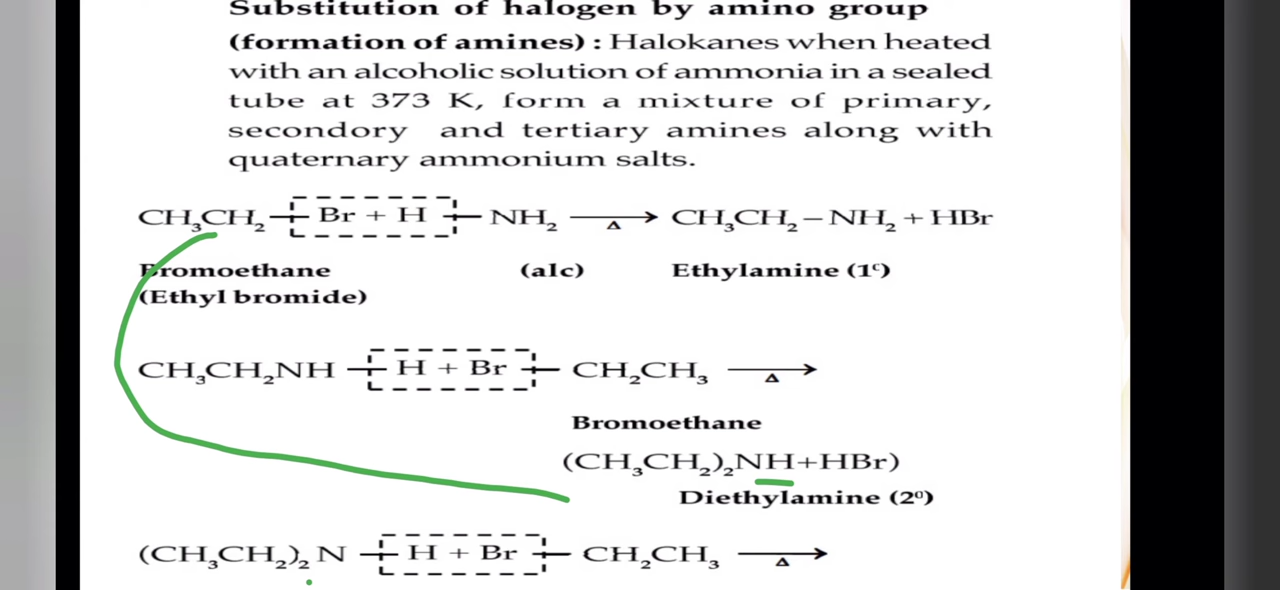 Substitution of halogen by amino group
(formation of amines) : Halokanes when heated
with an alcoholic solution of ammonia in a sealed
tube at 373 K, form a mixture of primary,
secondory and tertiary amines along with
quaternary ammonium salts.
CH₃CH₂ Br + H NH₂ Δ→ CH₃CH₂ – NH₂ + HBr
Bromoethane (alc) Ethylamine (1ᶜ)
(Ethyl bromide)
CH₃CH₂NH H + Br CH₂CH₃ Δ→
Bromoethane
(CH₃CH₂)₂NH+HBr)
Diethylamine (2⁰)
(CH₃CH₂)₂ N H + Br CH₂CH₃ Δ→